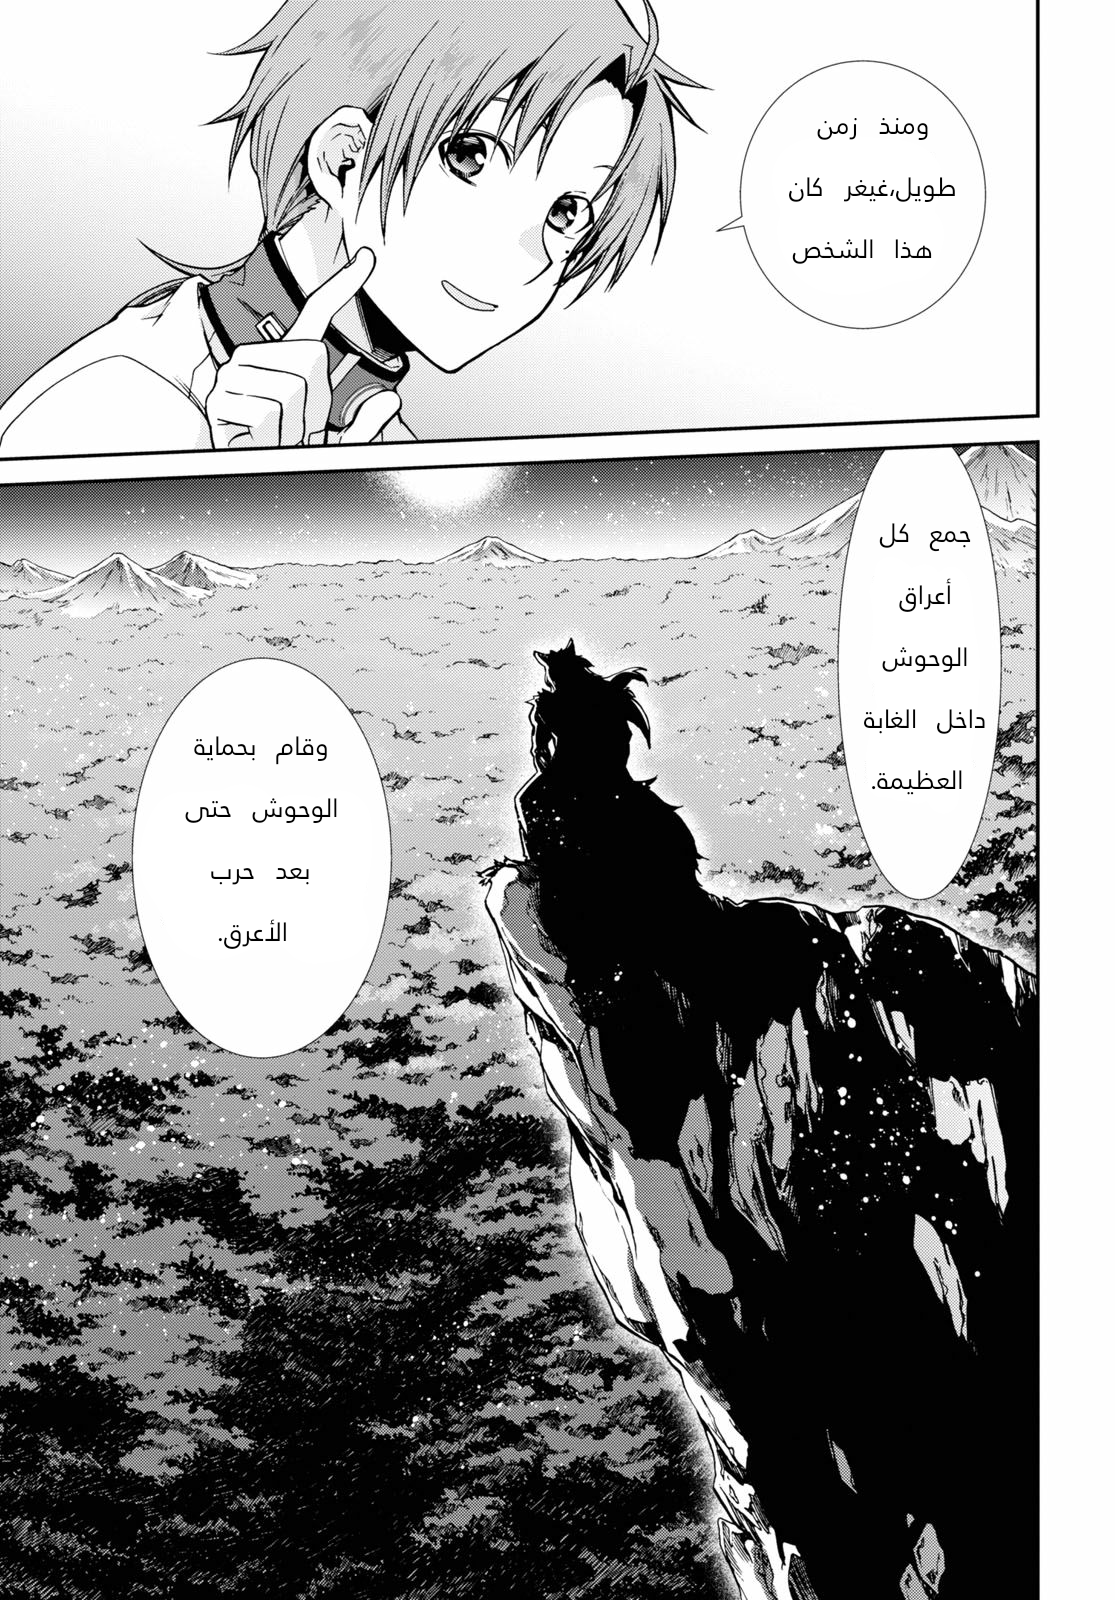 ومنذ زمن
طويل،غيغر كان
هذا الشخص
جمع كل
أعراق
الوحوش
داخل الغابة
العظيمة.
وقام بحماية
الوحوش حتى
بعد حرب
الأعرق.